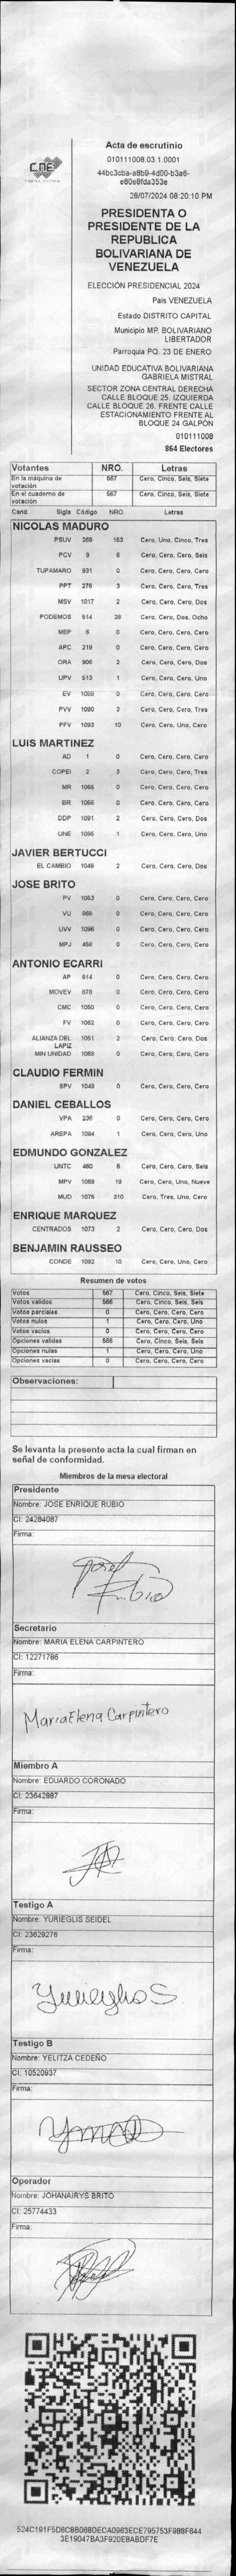 CNE
Acta de escrutinio
010111008.03.1.0001
44bc3cba-a8b9-4d00-b3a6-
e80e8fda353e
28/07/2024 08:20:10 PM
PRESIDENTA O
PRESIDENTE DE LA
REPUBLICA
BOLIVARIANA DE
VENEZUELA
ELECCIÓN PRESIDENCIAL 2024
Pais VENEZUELA
Estado DISTRITO CAPITAL
Municipio MP. BOLIVARIANO
LIBERTADOR
Parroquia PQ. 23 DE ENERO
UNIDAD EDUCATIVA BOLIVARIANA
GABRIELA MISTRAL
SECTOR ZONA CENTRAL DERECHA
CALLE BLOQUE 25. IZQUIERDA
CALLE BLOQUE 26. FRENTE CALLE
ESTACIONAMIENTO FRENTE AL
BLOQUE 24 GALPÓN
010111008
864 Electores
Votantes NRO. Letras
En la máquina de votación 567 Cero, Cinco, Seis, Siete
En el cuaderno de votación 567 Cero, Cinco, Seis, Siete
Cand. Sigla Código NRO. Letras
NICOLAS MADURO
PSUV 269 153 Cero, Uno, Cinco, Tres
PCV 9 6 Cero, Cero, Cero, Seis
TUPAMARO 931 0 Cero, Cero, Cero, Cero
PPT 276 3 Cero, Cero, Cero, Tres
MSV 1017 2 Cero, Cero, Cero, Dos
PODEMOS 514 28 Cero, Cero, Dos, Ocho
MEP 6 0 Cero, Cero, Cero, Cero
APC 219 0 Cero, Cero, Cero, Cero
ORA 906 2 Cero, Cero, Cero, Dos
UPV 513 1 Cero, Cero, Cero, Uno
EV 1089 0 Cero, Cero, Cero, Cero
PVV 1090 3 Cero, Cero, Cero, Tres
PFV 1093 10 Cero, Cero, Uno, Cero
LUIS MARTINEZ
AD 1 0 Cero, Cero, Cero, Cero
COPEI 2 3 Cero, Cero, Cero, Tres
MR 1065 0 Cero, Cero, Cero, Cero
BR 1066 0 Cero, Cero, Cero, Cero
DDP 1091 2 Cero, Cero, Cero, Dos
UNE 1095 1 Cero, Cero, Cero, Uno
JAVIER BERTUCCI
EL CAMBIO 1048 2 Cero, Cero, Cero, Dos
JOSE BRITO
PV 1053 0 Cero, Cero, Cero, Cero
VU 868 0 Cero, Cero, Cero, Cero
UVV 1096 0 Cero, Cero, Cero, Cero
MPJ 458 0 Cero, Cero, Cero, Cero
ANTONIO ECARRI
AP 914 0 Cero, Cero, Cero, Cero
MOVEV 878 0 Cero, Cero, Cero, Cero
CMC 1050 0 Cero, Cero, Cero, Cero
FV 1062 0 Cero, Cero, Cero, Cero
ALIANZA DEL LAPIZ 1051 2 Cero, Cero, Cero, Dos
MIN UNIDAD 1068 0 Cero, Cero, Cero, Cero
CLAUDIO FERMIN
SPV 1049 0 Cero, Cero, Cero, Cero
DANIEL CEBALLOS
VPA 236 0 Cero, Cero, Cero, Cero
AREPA 1094 1 Cero, Cero, Cero, Uno
EDMUNDO GONZALEZ
UNTC 460 6 Cero, Cero, Cero, Seis
MPV 1069 19 Cero, Cero, Uno, Nueve
MUD 1076 310 Cero, Tres, Uno, Cero
ENRIQUE MARQUEZ
CENTRADOS 1073 2 Cero, Cero, Cero, Dos
BENJAMIN RAUSSEO
CONDE 1092 10 Cero, Cero, Uno, Cero
Resumen de votos
Votos 567 Cero, Cinco, Seis, Siete
Votos validos 566 Cero, Cinco, Seis, Seis
Votos parciales 0 Cero, Cero, Cero, Cero
Votos nulos 1 Cero, Cero, Cero, Uno
Votos vacíos 0 Cero, Cero, Cero, Cero
Opciones validas 566 Cero, Cinco, Seis, Seis
Opciones nulas 1 Cero, Cero, Cero, Uno
Opciones vacias 0 Cero, Cero, Cero, Cero
Observaciones:
Se levanta la presente acta la cual firman en
señal de conformidad.
Miembros de la mesa electoral
Presidente
Nombre: JOSE ENRIQUE RUBIO
CI: 24284087
Firma:
José Rubio
Secretario
Nombre: MARIA ELENA CARPINTERO
CI: 12271786
Firma:
María Elena Carpintero
Miembro A
Nombre: EDUARDO CORONADO
CI: 23642887
Firma:
Testigo A
Nombre: YURIEGLIS SEIDEL
CI: 23629276
Firma:
Yurieglis S
Testigo B
Nombre: YELITZA CEDEÑO
CI: 10520937
Firma:
Operador
Nombre: JOHANAIRYS BRITO
CI: 25774433
Firma:
524C191F5D6C8B069DECA0963ECE795753F988F644
3E19047BA3F920E8ABDF7E